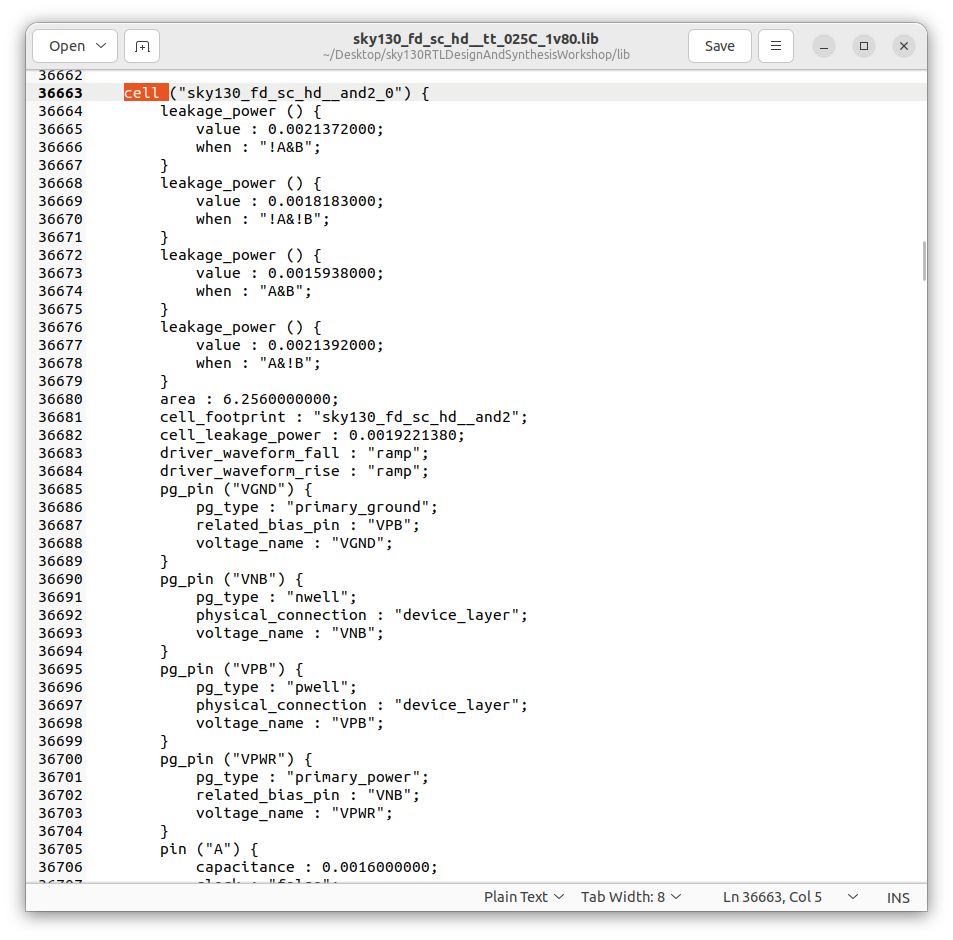 Open
sky130_fd_sc_hd__tt_025C_1v80.lib
~/Desktop/sky130RTLDesignAndSynthesisWorkshop/lib
Save
36662
36663 cell ("sky130_fd_sc_hd__and2_0") {
36664 leakage_power () {
36665 value : 0.0021372000;
36666 when : "!A&B";
36667 }
36668 leakage_power () {
36669 value : 0.0018183000;
36670 when : "!A&!B";
36671 }
36672 leakage_power () {
36673 value : 0.0015938000;
36674 when : "A&B";
36675 }
36676 leakage_power () {
36677 value : 0.0021392000;
36678 when : "A&!B";
36679 }
36680 area : 6.2560000000;
36681 cell_footprint : "sky130_fd_sc_hd__and2";
36682 cell_leakage_power : 0.0019221380;
36683 driver_waveform_fall : "ramp";
36684 driver_waveform_rise : "ramp";
36685 pg_pin ("VGND") {
36686 pg_type : "primary_ground";
36687 related_bias_pin : "VPB";
36688 voltage_name : "VGND";
36689 }
36690 pg_pin ("VNB") {
36691 pg_type : "nwell";
36692 physical_connection : "device_layer";
36693 voltage_name : "VNB";
36694 }
36695 pg_pin ("VPB") {
36696 pg_type : "pwell";
36697 physical_connection : "device_layer";
36698 voltage_name : "VPB";
36699 }
36700 pg_pin ("VPWR") {
36701 pg_type : "primary_power";
36702 related_bias_pin : "VNB";
36703 voltage_name : "VPWR";
36704 }
36705 pin ("A") {
36706 capacitance : 0.0016000000;
Plain Text Tab Width: 8 Ln 36663, Col 5 INS